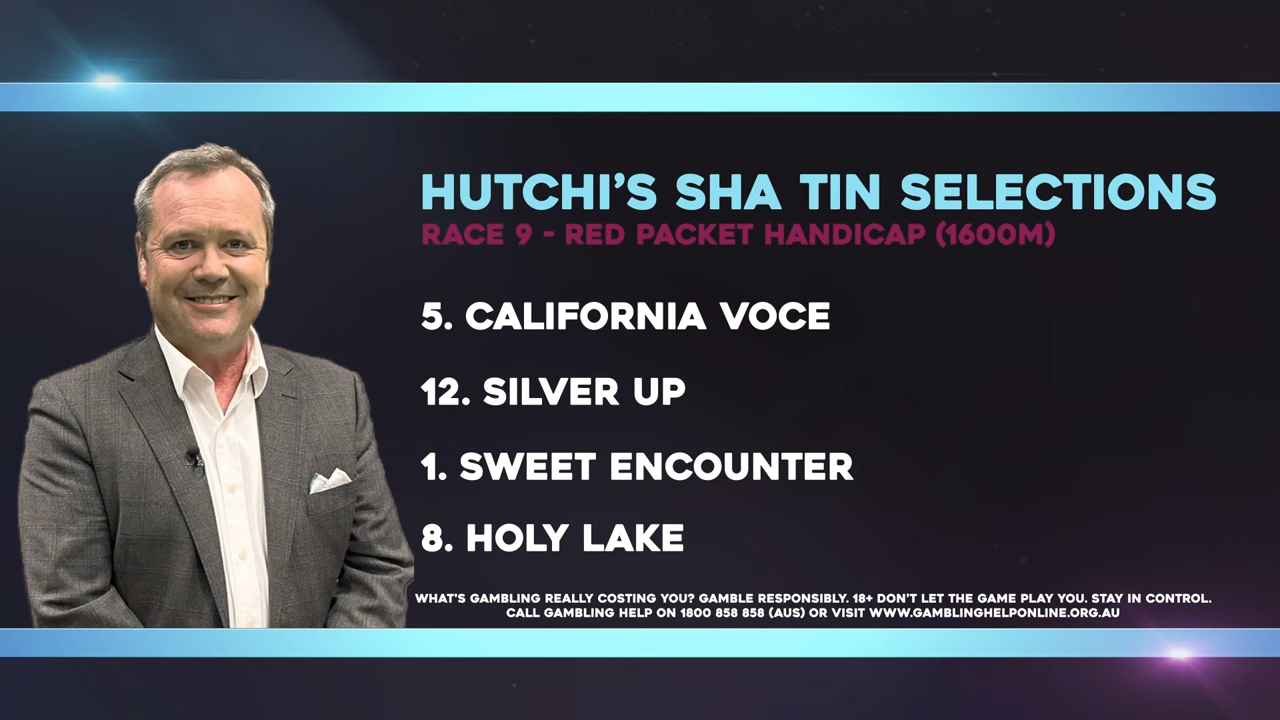 HUTCHI'S SHA TIN SELECTIONS
RACE 9 - RED PACKET HANDICAP (1600M)
5. CALIFORNIA VOCE
12. SILVER UP
1. SWEET ENCOUNTER
8. HOLY LAKE
WHAT'S GAMBLING REALLY COSTING YOU? GAMBLE RESPONSIBLY. 18+ DON'T LET THE GAME PLAY YOU. STAY IN CONTROL.
CALL GAMBLING HELP ON 1800 858 858 (AUS) OR VISIT WWW.GAMBLINGHELPONLINE.ORG.AU